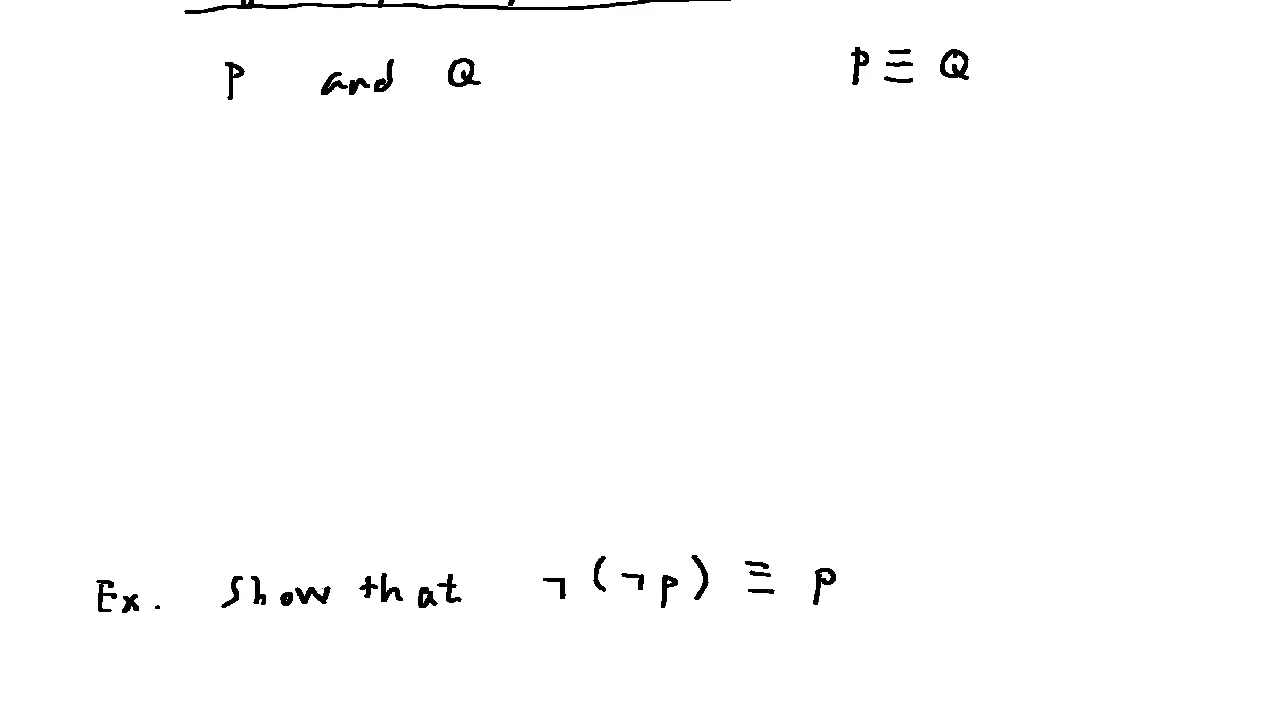 P and Q P ≡ Q
Ex. Show that ¬(¬p) ≡ p